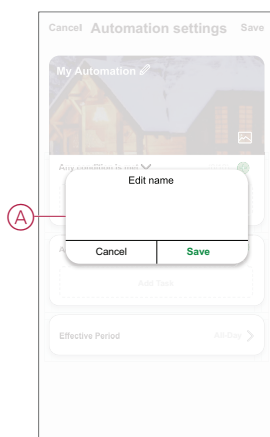 Cancel Automation settings Save
My Automation
Any condition is met
Edit name
A
Cancel Save
A
Add Task
Effective Period All-Day